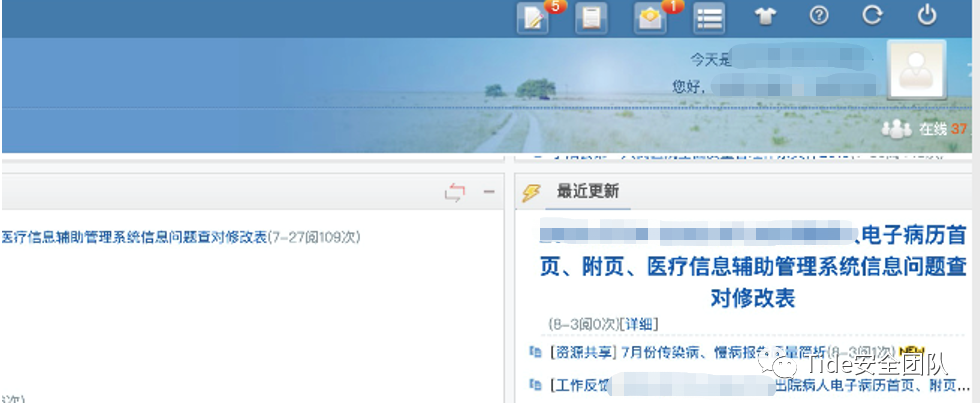 5
1
今天是
您好,
在线 37
最近更新
医疗信息辅助管理系统信息问题查对修改表(7-27阅109次)
电子病历首
页、附页、医疗信息辅助管理系统信息问题查
对修改表
(8-3阅0次)[详细]
[资源共享] 7月份传染病、慢病报告质量简析(8-3阅1次) NEW
Tide安全团队
[工作反馈
出院病人电子病历首页、附页...